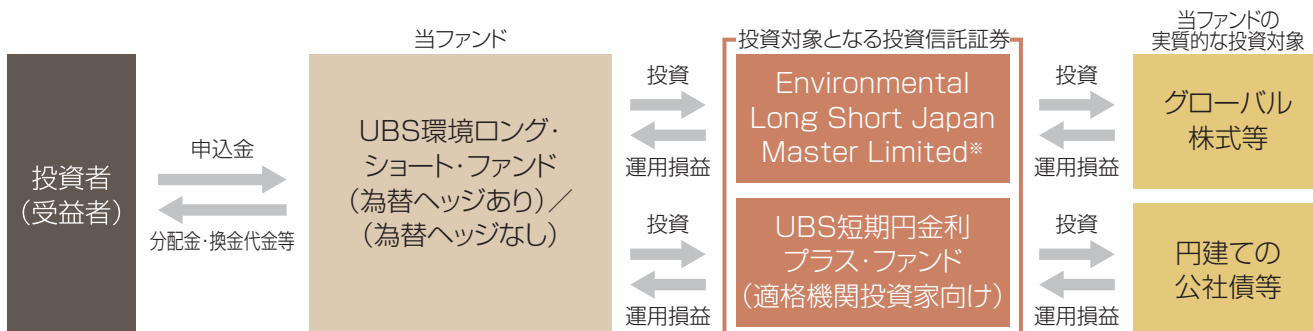 投資者
(受益者)
申込金
分配金・換金代金等
当ファンド
UBS環境ロング・
ショート・ファンド
(為替ヘッジあり)／
(為替ヘッジなし)
投資
運用損益
投資
運用損益
投資対象となる投資信託証券
Environmental
Long Short Japan
Master Limited※
UBS短期円金利
プラス・ファンド
(適格機関投資家向け)
投資
運用損益
投資
運用損益
当ファンドの
実質的な投資対象
グローバル
株式等
円建ての
公社債等